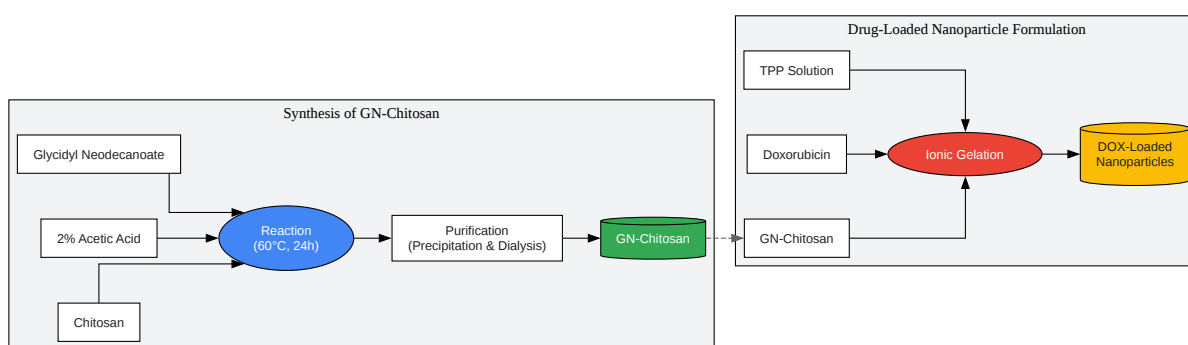 Synthesis of GN-Chitosan
Glycidyl Neodecanoate
2% Acetic Acid
Chitosan
Reaction
(60°C, 24h)
Purification
(Precipitation & Dialysis)
GN-Chitosan
Drug-Loaded Nanoparticle Formulation
TPP Solution
Doxorubicin
GN-Chitosan
Ionic Gelation
DOX-Loaded
Nanoparticles